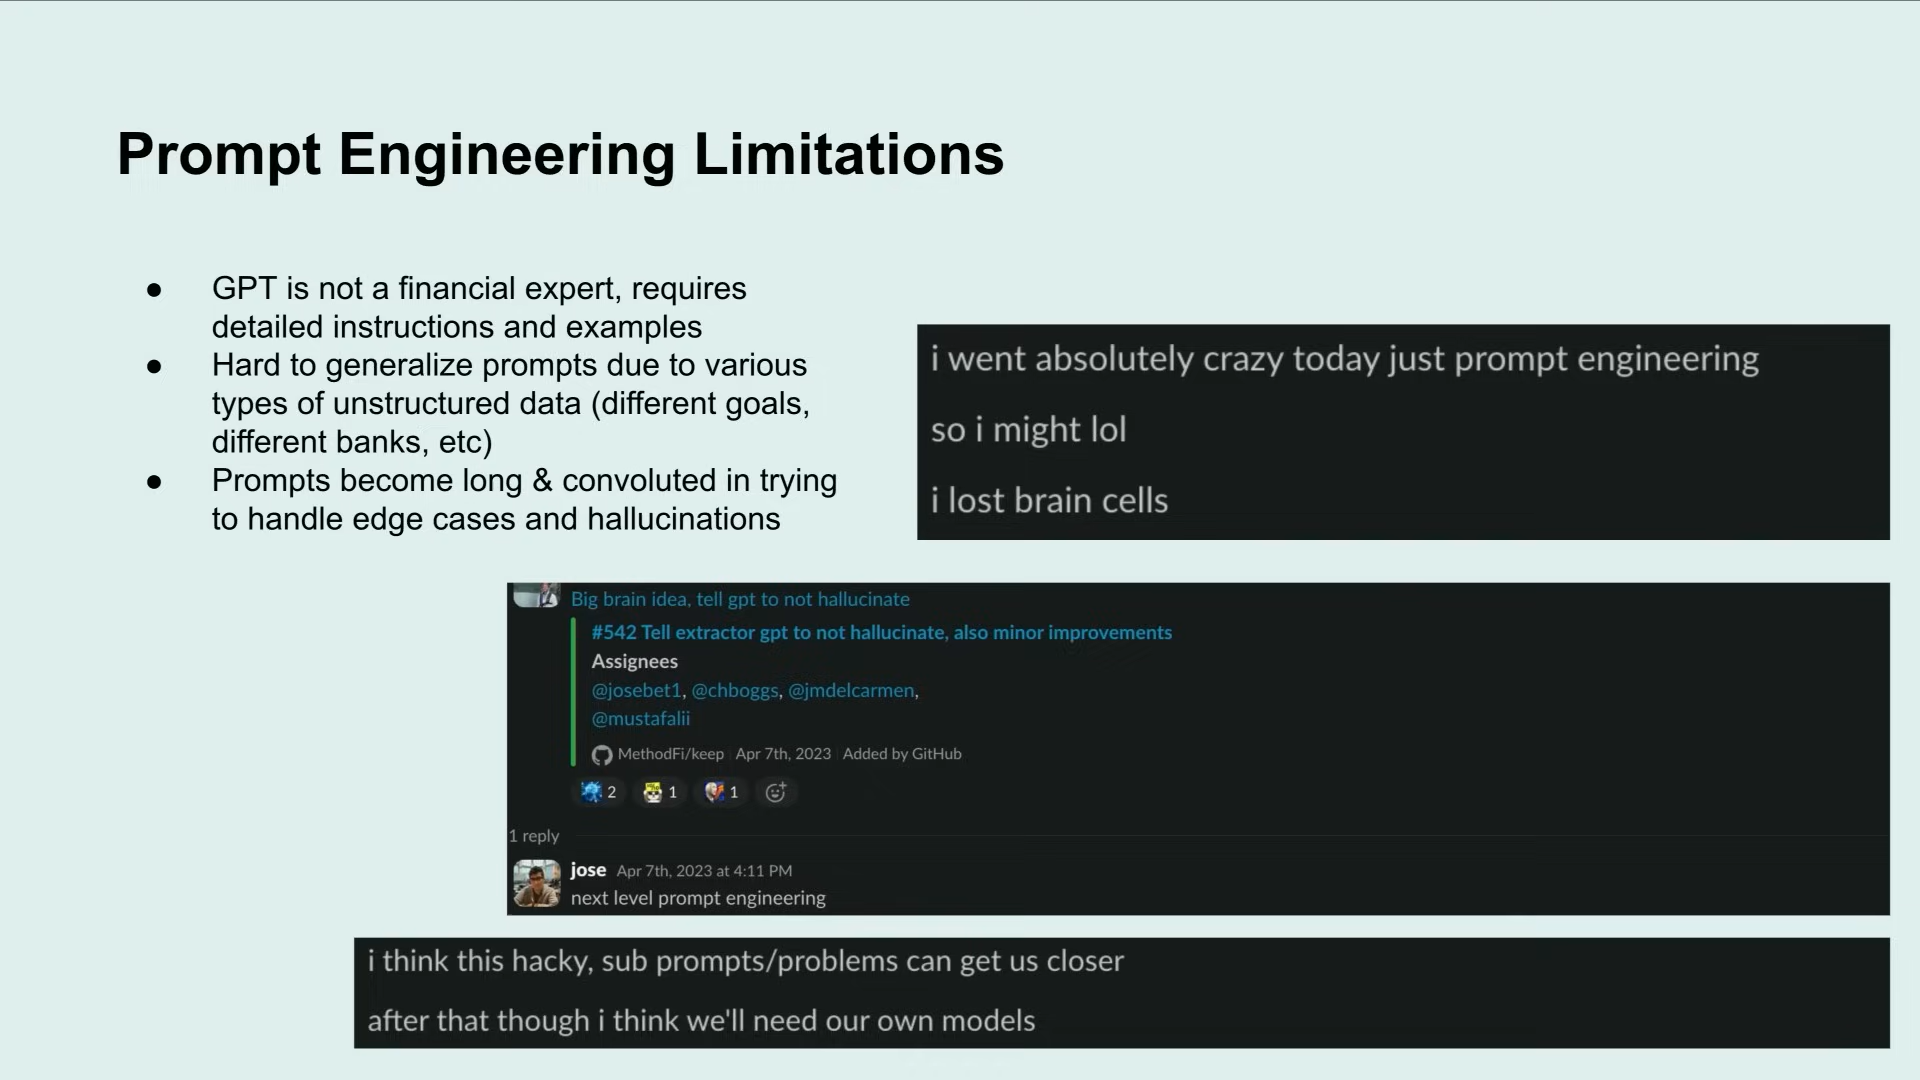 Prompt Engineering Limitations
● GPT is not a financial expert, requires
detailed instructions and examples
● Hard to generalize prompts due to various
types of unstructured data (different goals,
different banks, etc)
● Prompts become long & convoluted in trying
to handle edge cases and hallucinations
i went absolutely crazy today just prompt engineering
so i might lol
i lost brain cells
Big brain idea, tell gpt to not hallucinate
#542 Tell extractor gpt to not hallucinate, also minor improvements
Assignees
@josebet1, @chboggs, @jmdelcarmen,
@mustafalii
MethodFi/keep | Apr 7th, 2023 | Added by GitHub
2 1 1
1 reply
jose Apr 7th, 2023 at 4:11 PM
next level prompt engineering
i think this hacky, sub prompts/problems can get us closer
after that though i think we'll need our own models